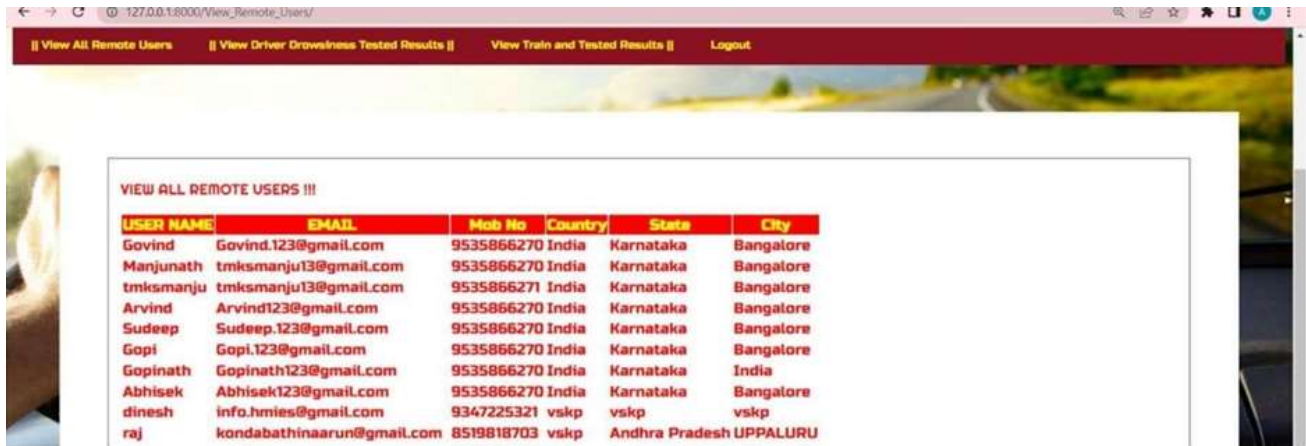 127.0.0.1:8000/View_Remote_Users/
A
|| View All Remote Users || View Driver Drowsiness Tested Results || View Train and Tested Results || Logout
VIEW ALL REMOTE USERS !!!
USER NAME EMAIL Mob No Country State City
Govind Govind.123@gmail.com 9535866270 India Karnataka Bangalore
Manjunath tmksmanju13@gmail.com 9535866270 India Karnataka Bangalore
tmksmanju tmksmanju13@gmail.com 9535866271 India Karnataka Bangalore
Arvind Arvind123@gmail.com 9535866270 India Karnataka Bangalore
Sudeep Sudeep.123@gmail.com 9535866270 India Karnataka Bangalore
Gopi Gopi.123@gmail.com 9535866270 India Karnataka Bangalore
Gopinath Gopinath123@gmail.com 9535866270 India Karnataka India
Abhisek Abhisek123@gmail.com 9535866270 India Karnataka Bangalore
dinesh info.hmies@gmail.com 9347225321 vskp vskp vskp
raj kondabathinaarun@gmail.com 8519818703 vskp Andhra Pradesh UPPALURU